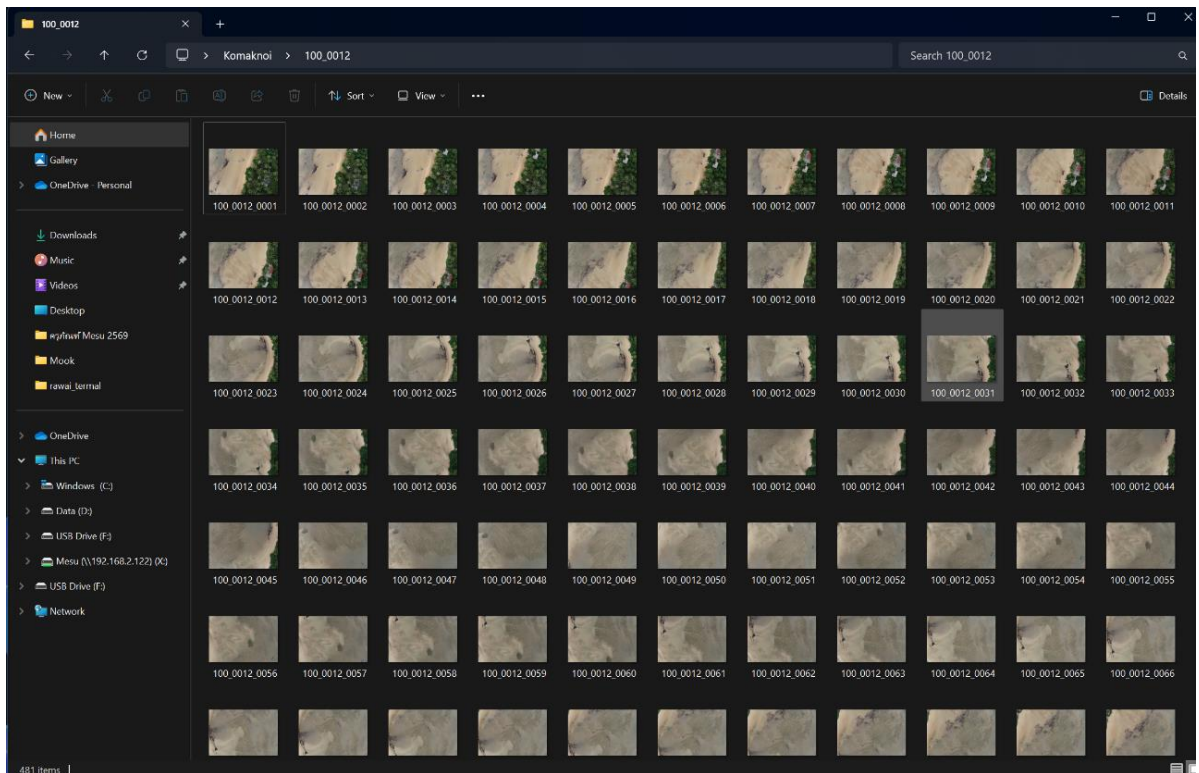 100_0012
Komaknoi > 100_0012
Search 100_0012
New
Sort
View
Details
Home
Gallery
OneDrive - Personal
Downloads
Music
Videos
Desktop
ครุภัณฑ์ Mesu 2569
Mook
rawai_termal
OneDrive
This PC
Windows (C:)
Data (D:)
USB Drive (F:)
Mesu (\\192.168.2.122) (X:)
USB Drive (F:)
Network
100_0012_0001 100_0012_0002 100_0012_0003 100_0012_0004 100_0012_0005 100_0012_0006 100_0012_0007 100_0012_0008 100_0012_0009 100_0012_0010 100_0012_0011
100_0012_0012 100_0012_0013 100_0012_0014 100_0012_0015 100_0012_0016 100_0012_0017 100_0012_0018 100_0012_0019 100_0012_0020 100_0012_0021 100_0012_0022
100_0012_0023 100_0012_0024 100_0012_0025 100_0012_0026 100_0012_0027 100_0012_0028 100_0012_0029 100_0012_0030 100_0012_0031 100_0012_0032 100_0012_0033
100_0012_0034 100_0012_0035 100_0012_0036 100_0012_0037 100_0012_0038 100_0012_0039 100_0012_0040 100_0012_0041 100_0012_0042 100_0012_0043 100_0012_0044
100_0012_0045 100_0012_0046 100_0012_0047 100_0012_0048 100_0012_0049 100_0012_0050 100_0012_0051 100_0012_0052 100_0012_0053 100_0012_0054 100_0012_0055
100_0012_0056 100_0012_0057 100_0012_0058 100_0012_0059 100_0012_0060 100_0012_0061 100_0012_0062 100_0012_0063 100_0012_0064 100_0012_0065 100_0012_0066
481 items